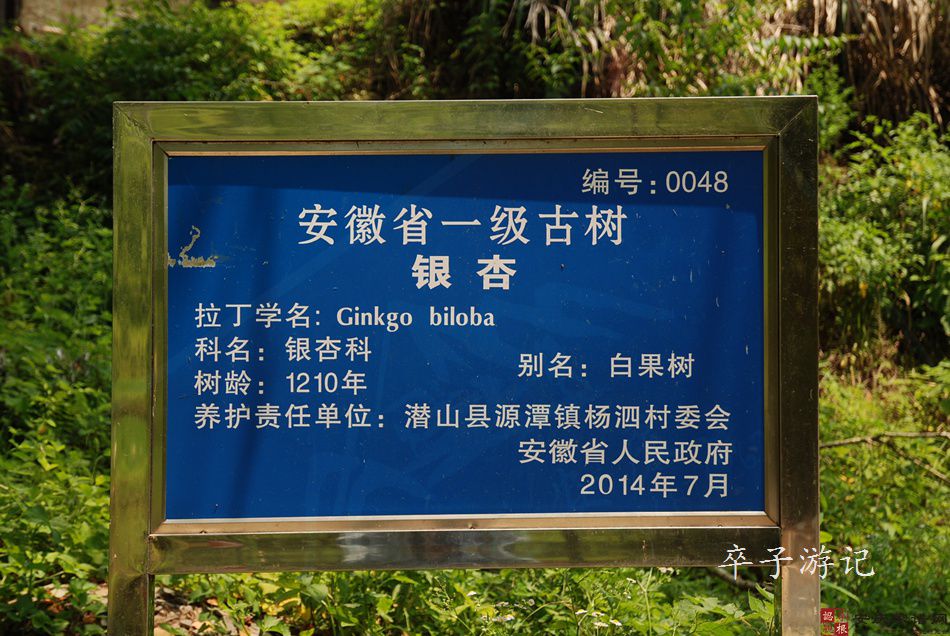 编号：0048
安徽省一级古树
银 杏
拉丁学名：Ginkgo biloba
科名：银杏科
别名：白果树
树龄：1210年
养护责任单位：潜山县源潭镇杨泗村委会
安徽省人民政府
2014年7月
卒子游记